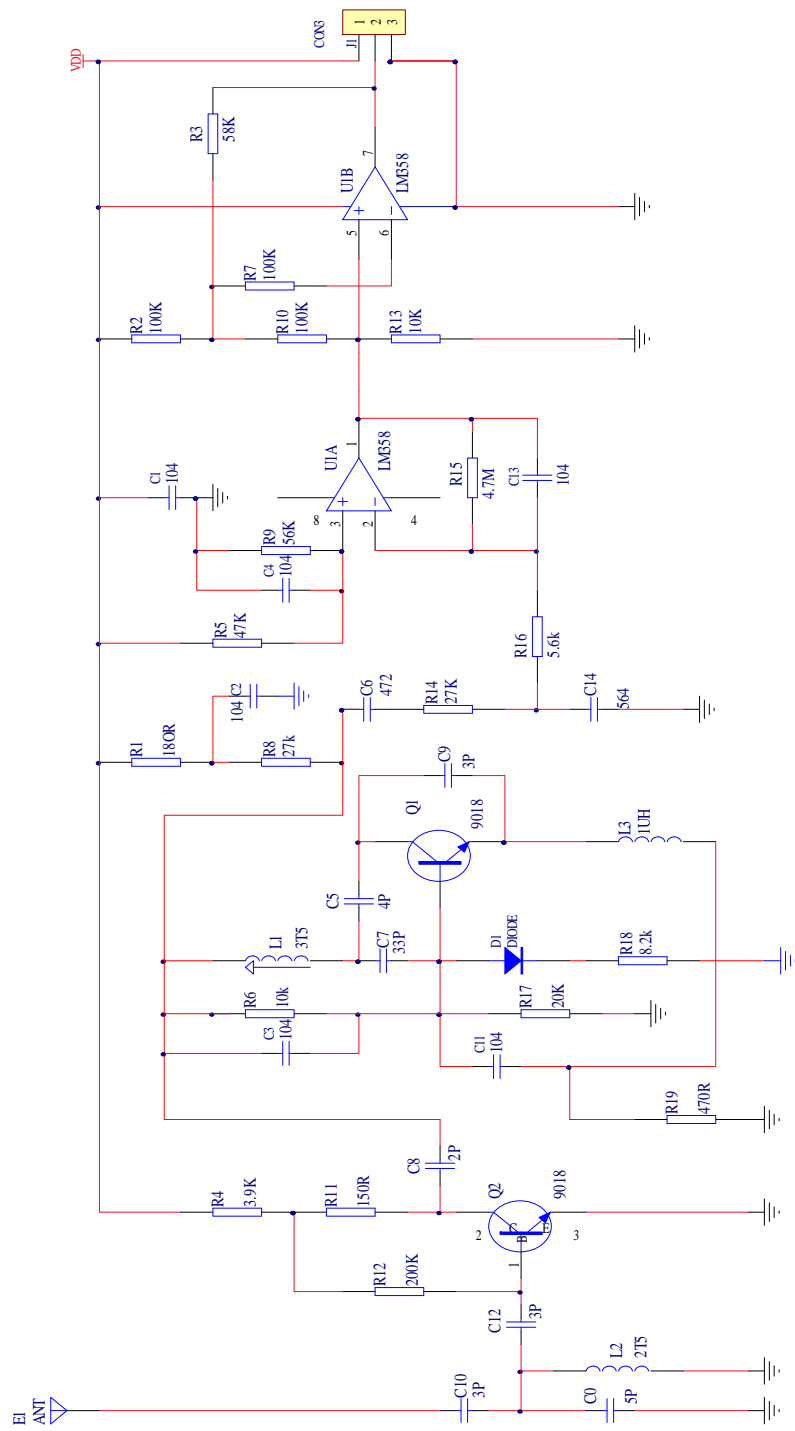 CON3
J1
1
2
3
VDD
R3
58K
7
U1B
LM358
+
-
5
6
R7
100K
R2
100K
R10
100K
R13
10K
C1
104
1
U1A
LM358
+
-
8
3
2
4
R15
4.7M
C13
104
R9
56K
C4
104
R5
47K
R16
5.6k
C2
104
C6
472
R14
27K
C14
564
R1
18OR
R8
27k
C9
3P
Q1
9018
L3
1UH
C5
4P
L1
3T5
C7
33P
D1
DIODE
R18
8.2k
R6
10k
R17
20K
C3
104
C11
104
R19
470R
C8
2P
R4
3.9K
R11
150R
Q2
9018
2
C
B
E
3
1
R12
200K
C12
3P
L2
2T5
C10
3P
C0
5P
E1
ANT